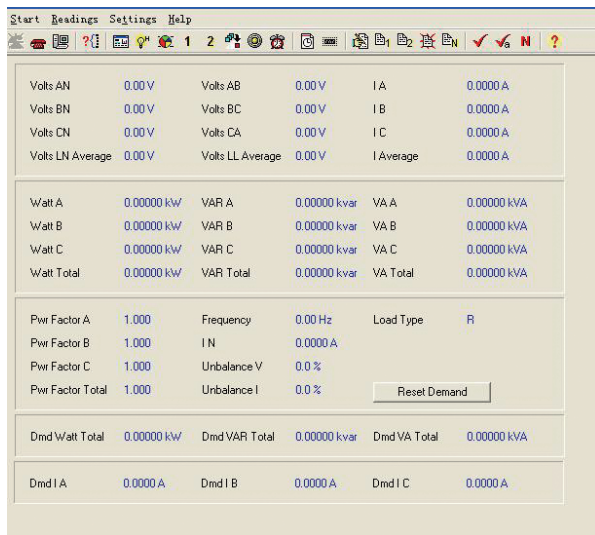 Start Readings Settings Help
?{} 1 2 1 2 N a N ?
Volts AN 0.00 V Volts AB 0.00 V I A 0.0000 A
Volts BN 0.00 V Volts BC 0.00 V I B 0.0000 A
Volts CN 0.00 V Volts CA 0.00 V I C 0.0000 A
Volts LN Average 0.00 V Volts LL Average 0.00 V I Average 0.0000 A
Watt A 0.00000 kW VAR A 0.00000 kvar VA A 0.00000 kVA
Watt B 0.00000 kW VAR B 0.00000 kvar VA B 0.00000 kVA
Watt C 0.00000 kW VAR C 0.00000 kvar VA C 0.00000 kVA
Watt Total 0.00000 kW VAR Total 0.00000 kvar VA Total 0.00000 kVA
Pwr Factor A 1.000 Frequency 0.00 Hz Load Type R
Pwr Factor B 1.000 I N 0.0000 A
Pwr Factor C 1.000 Unbalance V 0.0 %
Pwr Factor Total 1.000 Unbalance I 0.0 % Reset Demand
Dmd Watt Total 0.00000 kW Dmd VAR Total 0.00000 kvar Dmd VA Total 0.00000 kVA
Dmd I A 0.0000 A Dmd I B 0.0000 A Dmd I C 0.0000 A